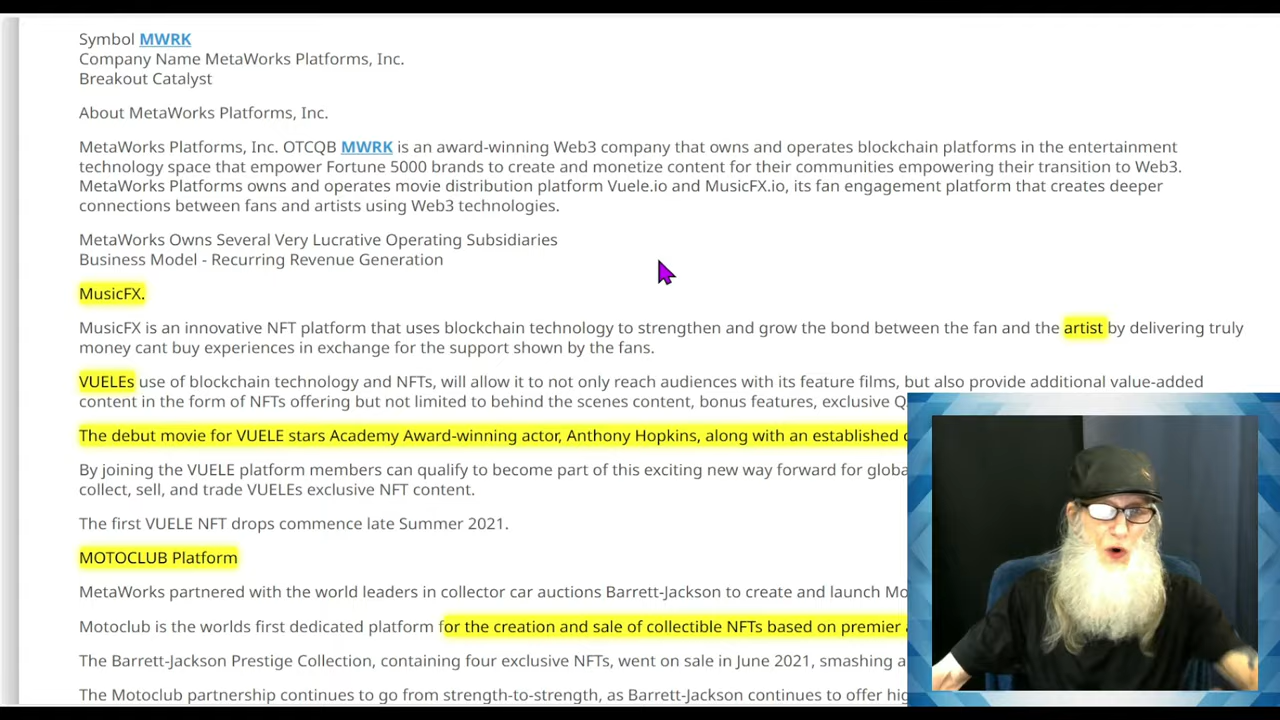 Symbol MWRK
Company Name MetaWorks Platforms, Inc.
Breakout Catalyst
About MetaWorks Platforms, Inc.
MetaWorks Platforms, Inc. OTCQB MWRK is an award-winning Web3 company that owns and operates blockchain platforms in the entertainment
technology space that empower Fortune 5000 brands to create and monetize content for their communities empowering their transition to Web3.
MetaWorks Platforms owns and operates movie distribution platform Vuele.io and MusicFX.io, its fan engagement platform that creates deeper
connections between fans and artists using Web3 technologies.
MetaWorks Owns Several Very Lucrative Operating Subsidiaries
Business Model - Recurring Revenue Generation
MusicFX.
MusicFX is an innovative NFT platform that uses blockchain technology to strengthen and grow the bond between the fan and the artist by delivering truly
money cant buy experiences in exchange for the support shown by the fans.
VUELEs use of blockchain technology and NFTs, will allow it to not only reach audiences with its feature films, but also provide additional value-added
content in the form of NFTs offering but not limited to behind the scenes content, bonus features, exclusive
The debut movie for VUELE stars Academy Award-winning actor, Anthony Hopkins, along with an established
By joining the VUELE platform members can qualify to become part of this exciting new way forward for
collect, sell, and trade VUELEs exclusive NFT content.
The first VUELE NFT drops commence late Summer 2021.
MOTOCLUB Platform
MetaWorks partnered with the world leaders in collector car auctions Barrett-Jackson to create and launch
Motoclub is the worlds first dedicated platform for the creation and sale of collectible NFTs based on premier
The Barrett-Jackson Prestige Collection, containing four exclusive NFTs, went on sale in June 2021, smashing
The Motoclub partnership continues to go from strength-to-strength, as Barrett-Jackson continues to offer